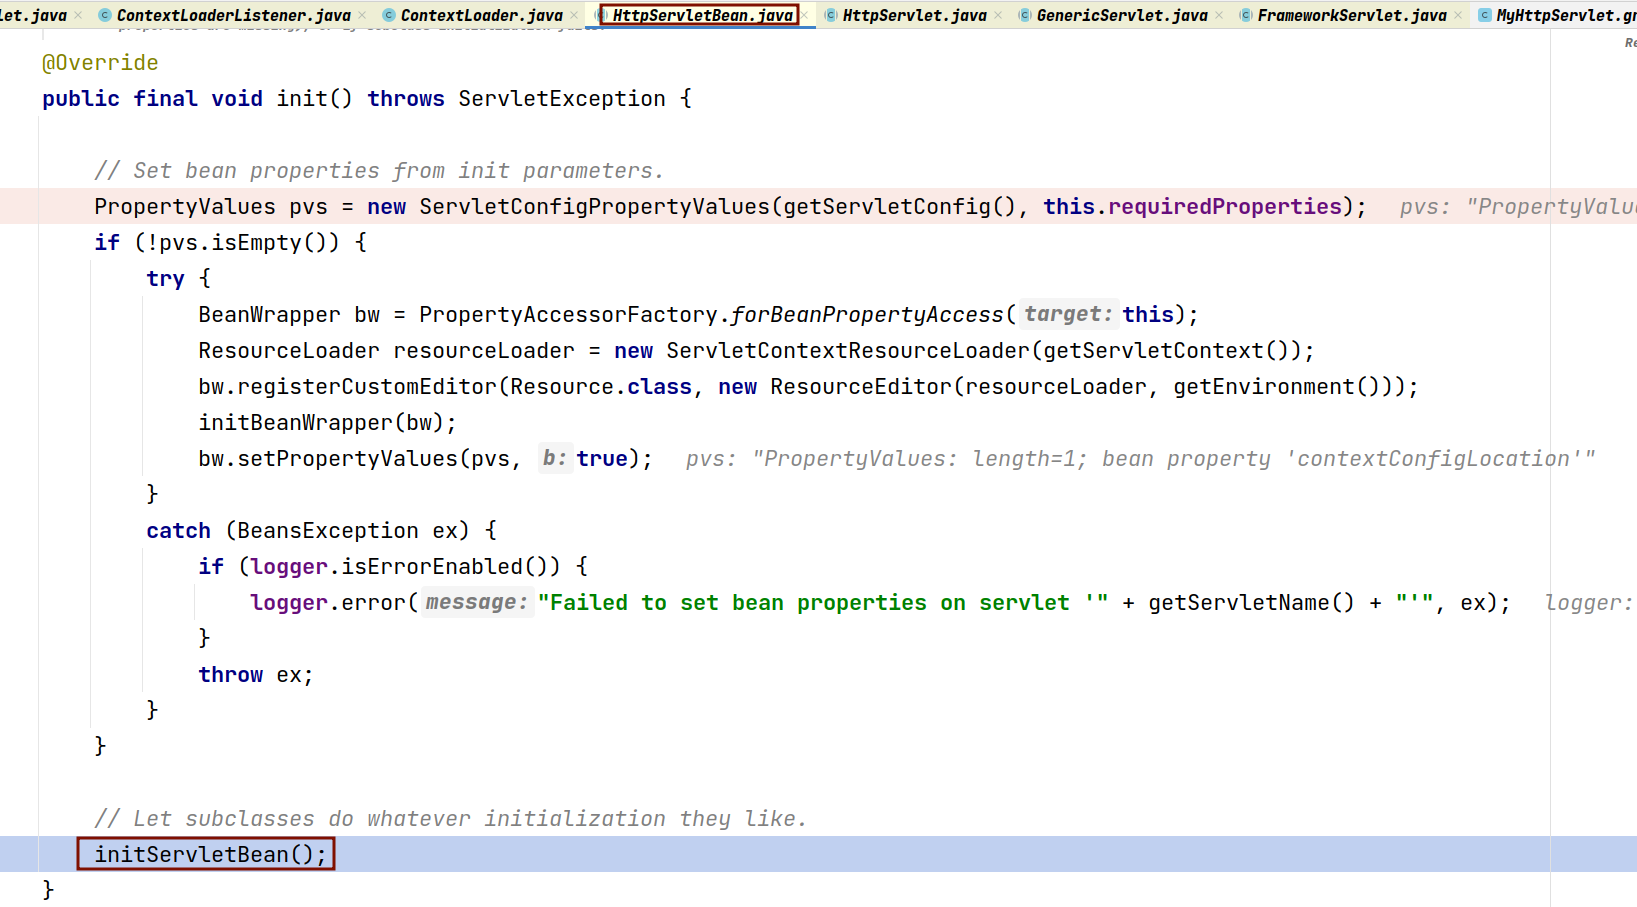 let.java ContextLoaderListener.java ContextLoader.java HttpServletBean.java HttpServlet.java GenericServlet.java FrameworkServlet.java MyHttpServlet.gr
Re
@Override
public final void init() throws ServletException {
// Set bean properties from init parameters.
PropertyValues pvs = new ServletConfigPropertyValues(getServletConfig(), this.requiredProperties); pvs: "PropertyValu
if (!pvs.isEmpty()) {
try {
BeanWrapper bw = PropertyAccessorFactory.forBeanPropertyAccess( target: this);
ResourceLoader resourceLoader = new ServletContextResourceLoader(getServletContext());
bw.registerCustomEditor(Resource.class, new ResourceEditor(resourceLoader, getEnvironment()));
initBeanWrapper(bw);
bw.setPropertyValues(pvs, b: true); pvs: "PropertyValues: length=1; bean property 'contextConfigLocation'"
}
catch (BeansException ex) {
if (logger.isErrorEnabled()) {
logger.error( message: "Failed to set bean properties on servlet '" + getServletName() + "'", ex); logger:
}
throw ex;
}
}
// Let subclasses do whatever initialization they like.
initServletBean();
}